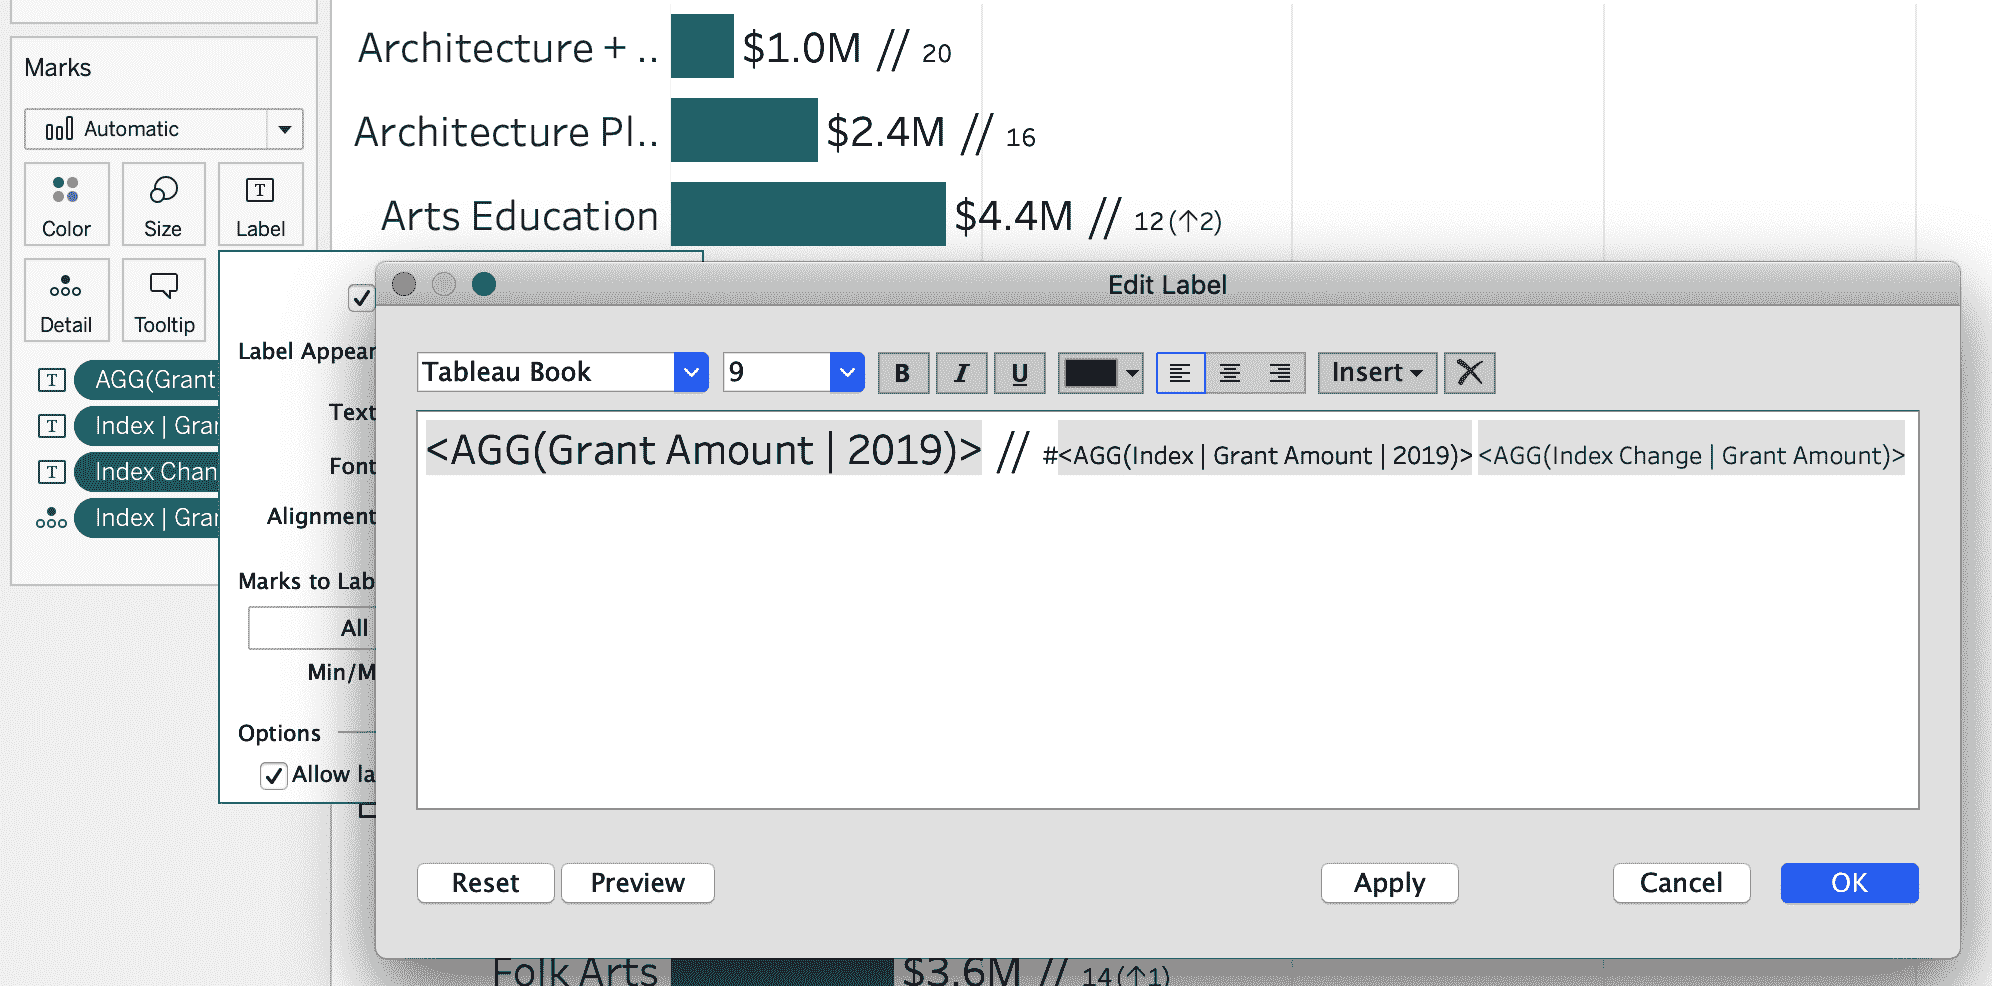 Architecture + ..
$1.0M // 20
Marks
Architecture Pl..
$2.4M // 16
Automatic
Arts Education
$4.4M // 12(↑2)
Color
Size
T
Label
Detail
Tooltip
T AGG(Grant
T Index | Grar
T Index Chan
Index | Grar
Label Appear
Text
Font
Alignment
Marks to Lab
All
Min/M
Options
Allow la
Edit Label
Tableau Book
9
B
I
U
Insert
<AGG(Grant Amount | 2019)> // #<AGG(Index | Grant Amount | 2019)> <AGG(Index Change | Grant Amount)>
Reset
Preview
Apply
Cancel
OK
Folk Arts
$3.6M // 14(↑1)